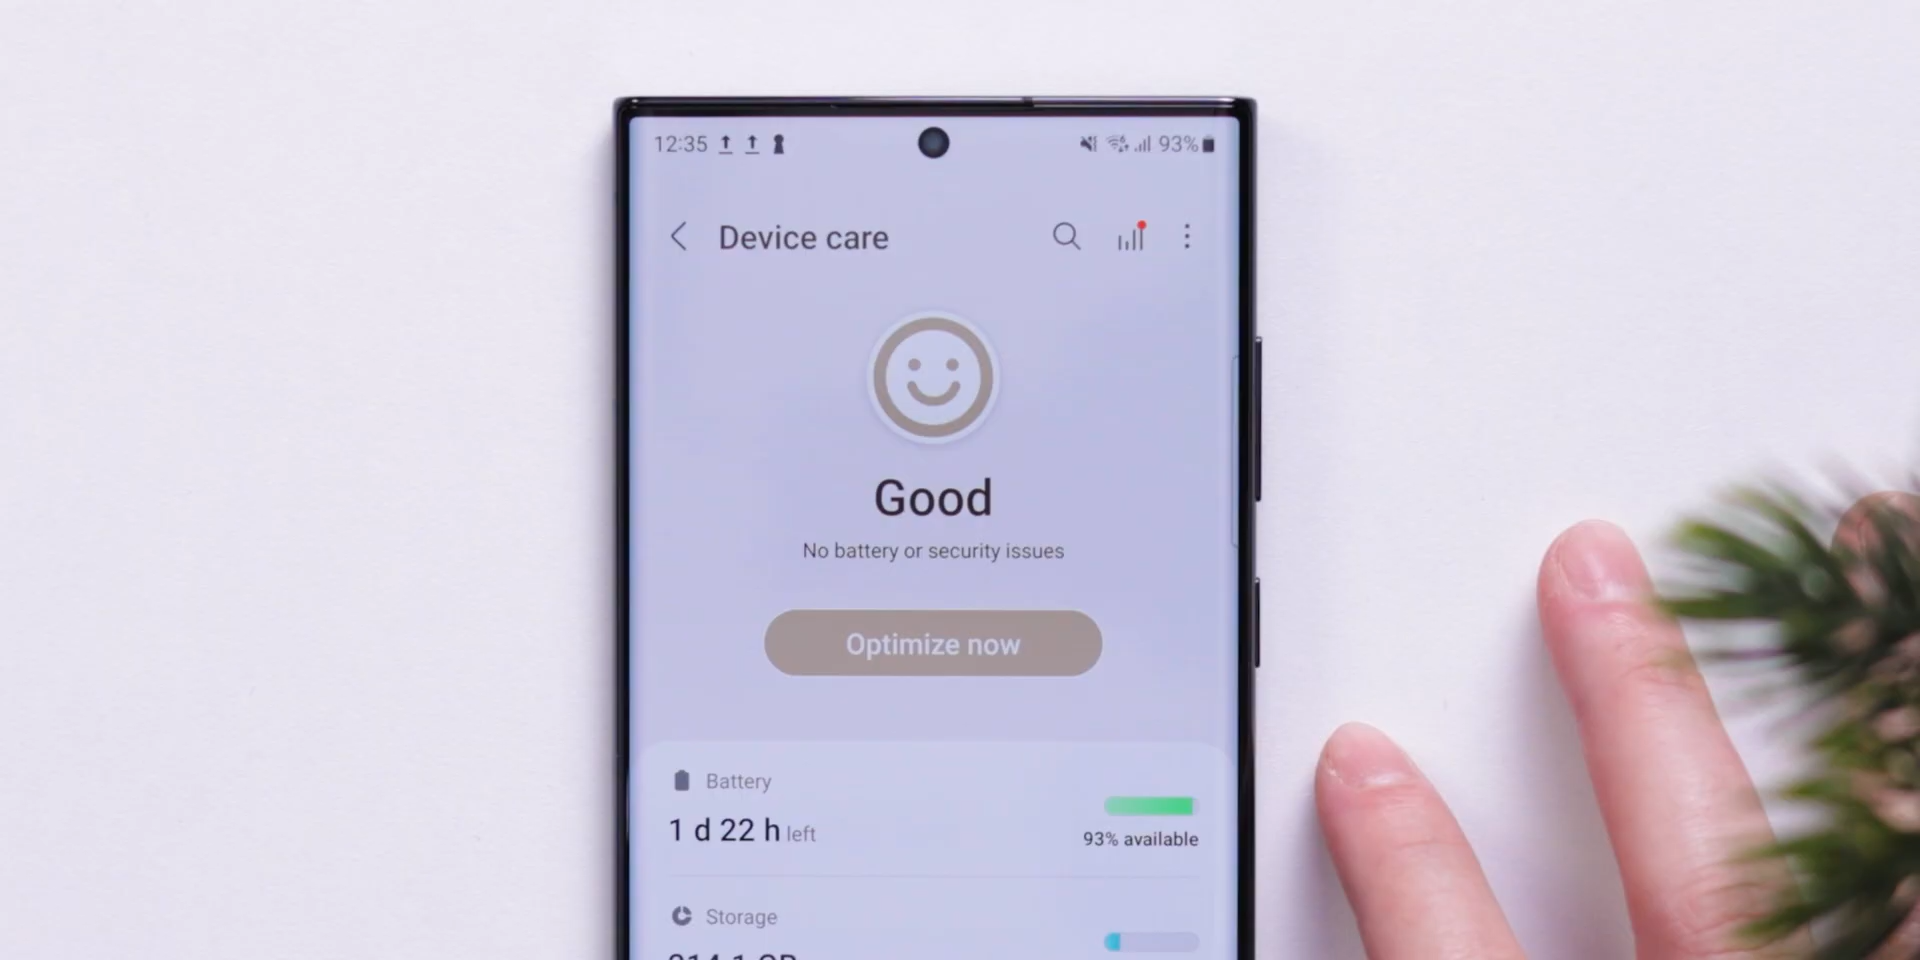 12:35
93%
Device care
Good
No battery or security issues
Optimize now
Battery
1 d 22 h left
93% available
Storage